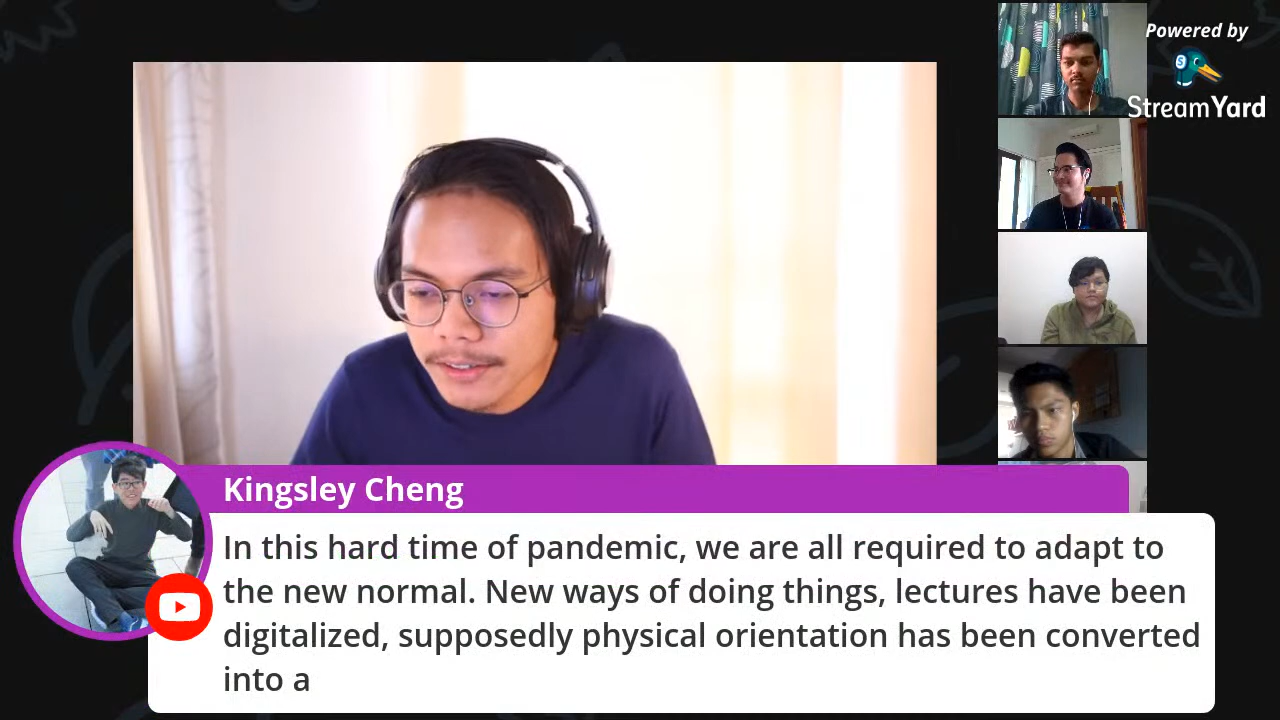 Powered by
StreamYard
Kingsley Cheng
In this hard time of pandemic, we are all required to adapt to
the new normal. New ways of doing things, lectures have been
digitalized, supposedly physical orientation has been converted
into a